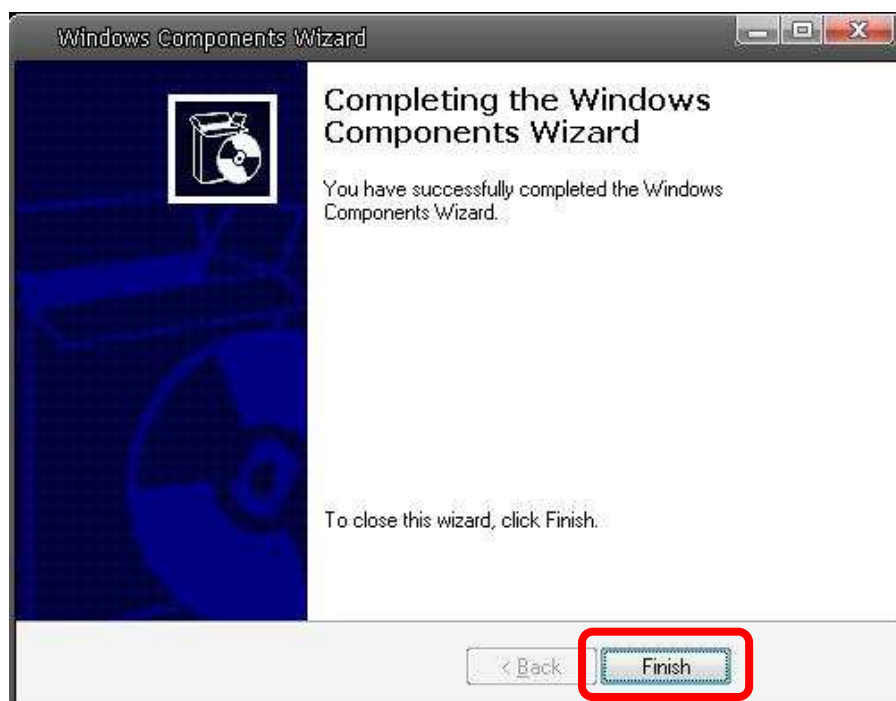 Windows Components Wizard
Completing the Windows
Components Wizard
You have successfully completed the Windows
Components Wizard.
To close this wizard, click Finish.
< Back
Finish